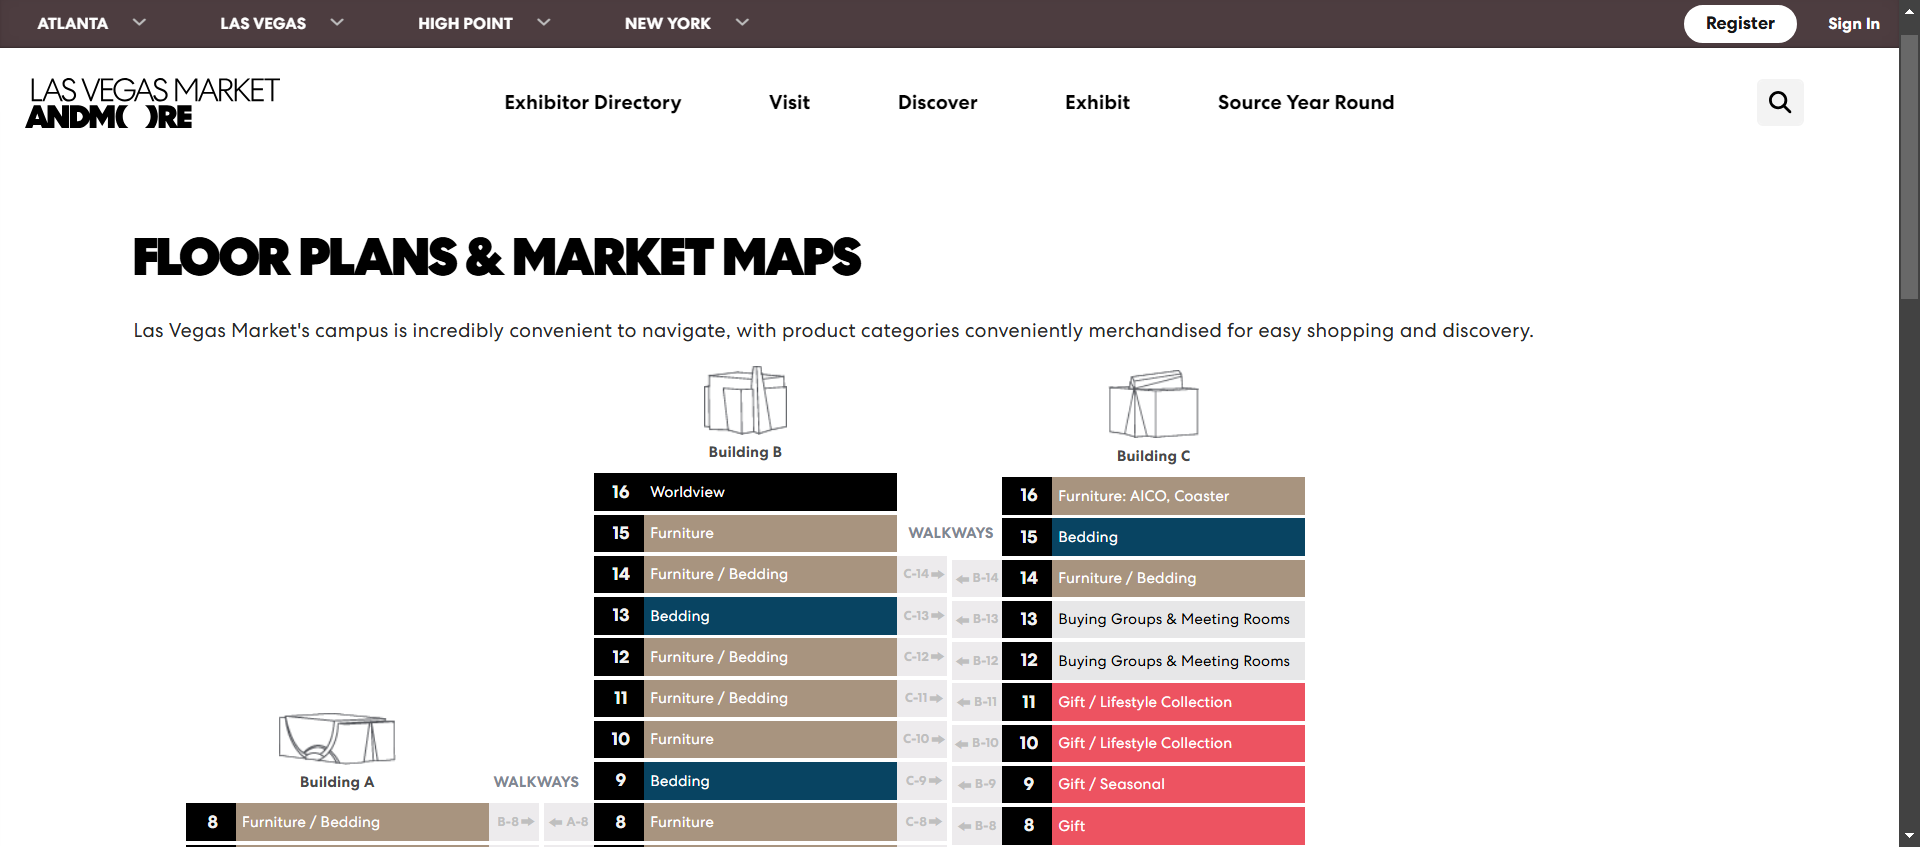 ATLANTA
LAS VEGAS
HIGH POINT
NEW YORK
Register
Sign In
LAS VEGAS MARKET
ANDM( )RE
Exhibitor Directory
Visit
Discover
Exhibit
Source Year Round
FLOOR PLANS & MARKET MAPS
Las Vegas Market's campus is incredibly convenient to navigate, with product categories conveniently merchandised for easy shopping and discovery.
Building A
WALKWAYS
8 Furniture / Bedding
B-8
A-8
Building B
16 Worldview
15 Furniture
14 Furniture / Bedding
13 Bedding
12 Furniture / Bedding
11 Furniture / Bedding
10 Furniture
9 Bedding
8 Furniture
WALKWAYS
C-14
B-14
C-13
B-13
C-12
B-12
C-11
B-11
C-10
B-10
C-9
B-9
C-8
B-8
Building C
16 Furniture: AICO, Coaster
15 Bedding
14 Furniture / Bedding
13 Buying Groups & Meeting Rooms
12 Buying Groups & Meeting Rooms
11 Gift / Lifestyle Collection
10 Gift / Lifestyle Collection
9 Gift / Seasonal
8 Gift